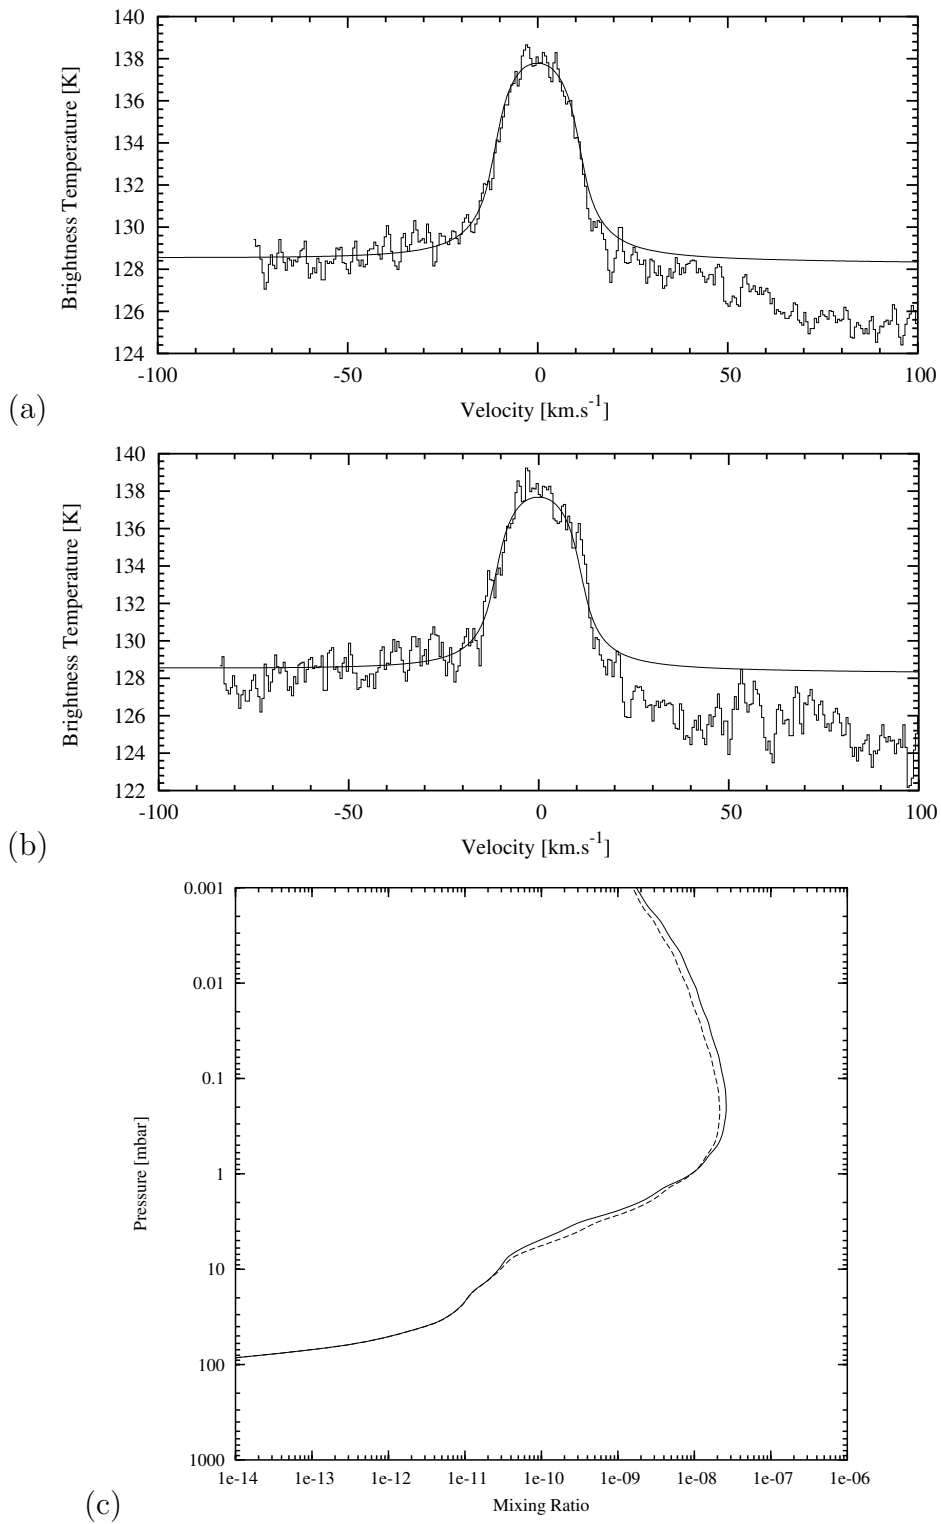 140
138
136
134
132
130
128
126
124
Brightness Temperature [K]
-100 -50 0 50 100
Velocity [km.s-1]
(a)
140
138
136
134
132
130
128
126
124
122
Brightness Temperature [K]
-100 -50 0 50 100
Velocity [km.s-1]
(b)
0.001
0.01
0.1
1
10
100
1000
Pressure [mbar]
1e-14 1e-13 1e-12 1e-11 1e-10 1e-09 1e-08 1e-07 1e-06
Mixing Ratio
(c)